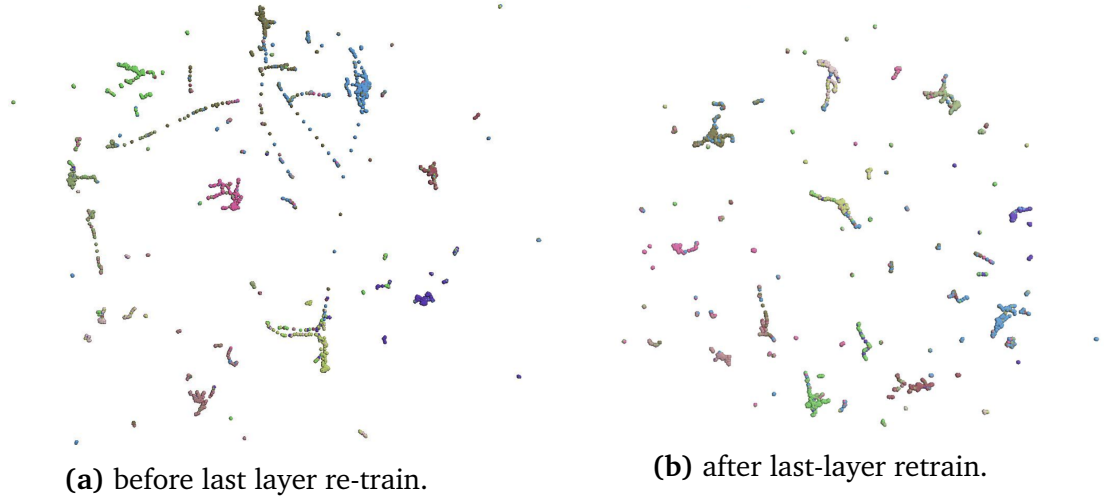 (a) before last layer re-train.
(b) after last-layer retrain.